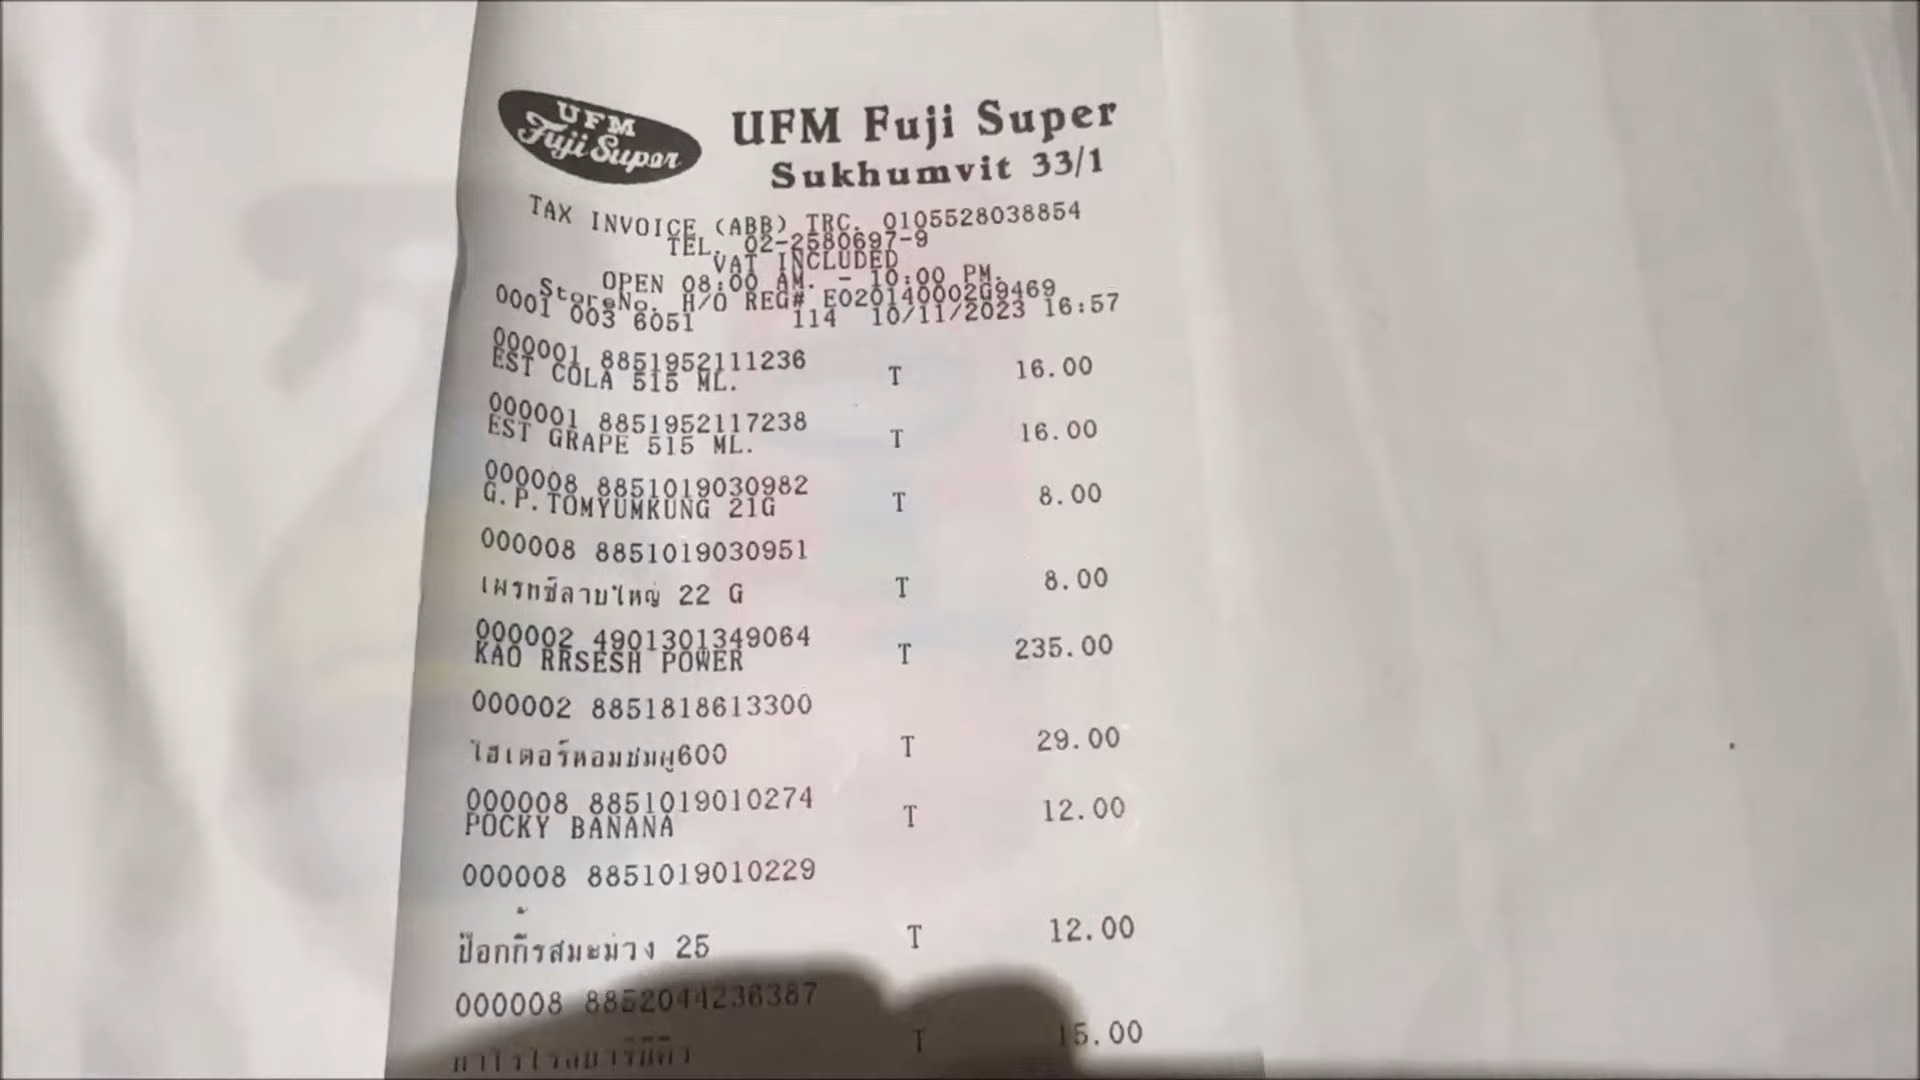 UFM
Fuji Super
UFM Fuji Super
Sukhumvit 33/1
TAX INVOICE (ABB) TRC. 0105528038854
TEL. 02-2580697-9
VAT INCLUDED
OPEN 08:00 AM. - 10:00 PM.
StoreNo. H/O REG# E020140002G9469
0001 003 6051 114 10/11/2023 16:57
000001 8851952111236
EST COLA 515 ML. T 16.00
000001 8851952117238
EST GRAPE 515 ML. T 16.00
000008 8851019030982
G.P.TOMYUMKUNG 21G T 8.00
000008 8851019030951
เพรทซ์ลาบใหญ่ 22 G T 8.00
000002 4901301349064
KAO RRSESH POWER T 235.00
000002 8851818613300
ไฮเตอร์หอมชมพู600 T 29.00
000008 8851019010274
POCKY BANANA T 12.00
000008 8851019010229
ป๊อกกี้รสมะม่วง 25 T 12.00
000008 8852044236387
T 15.00